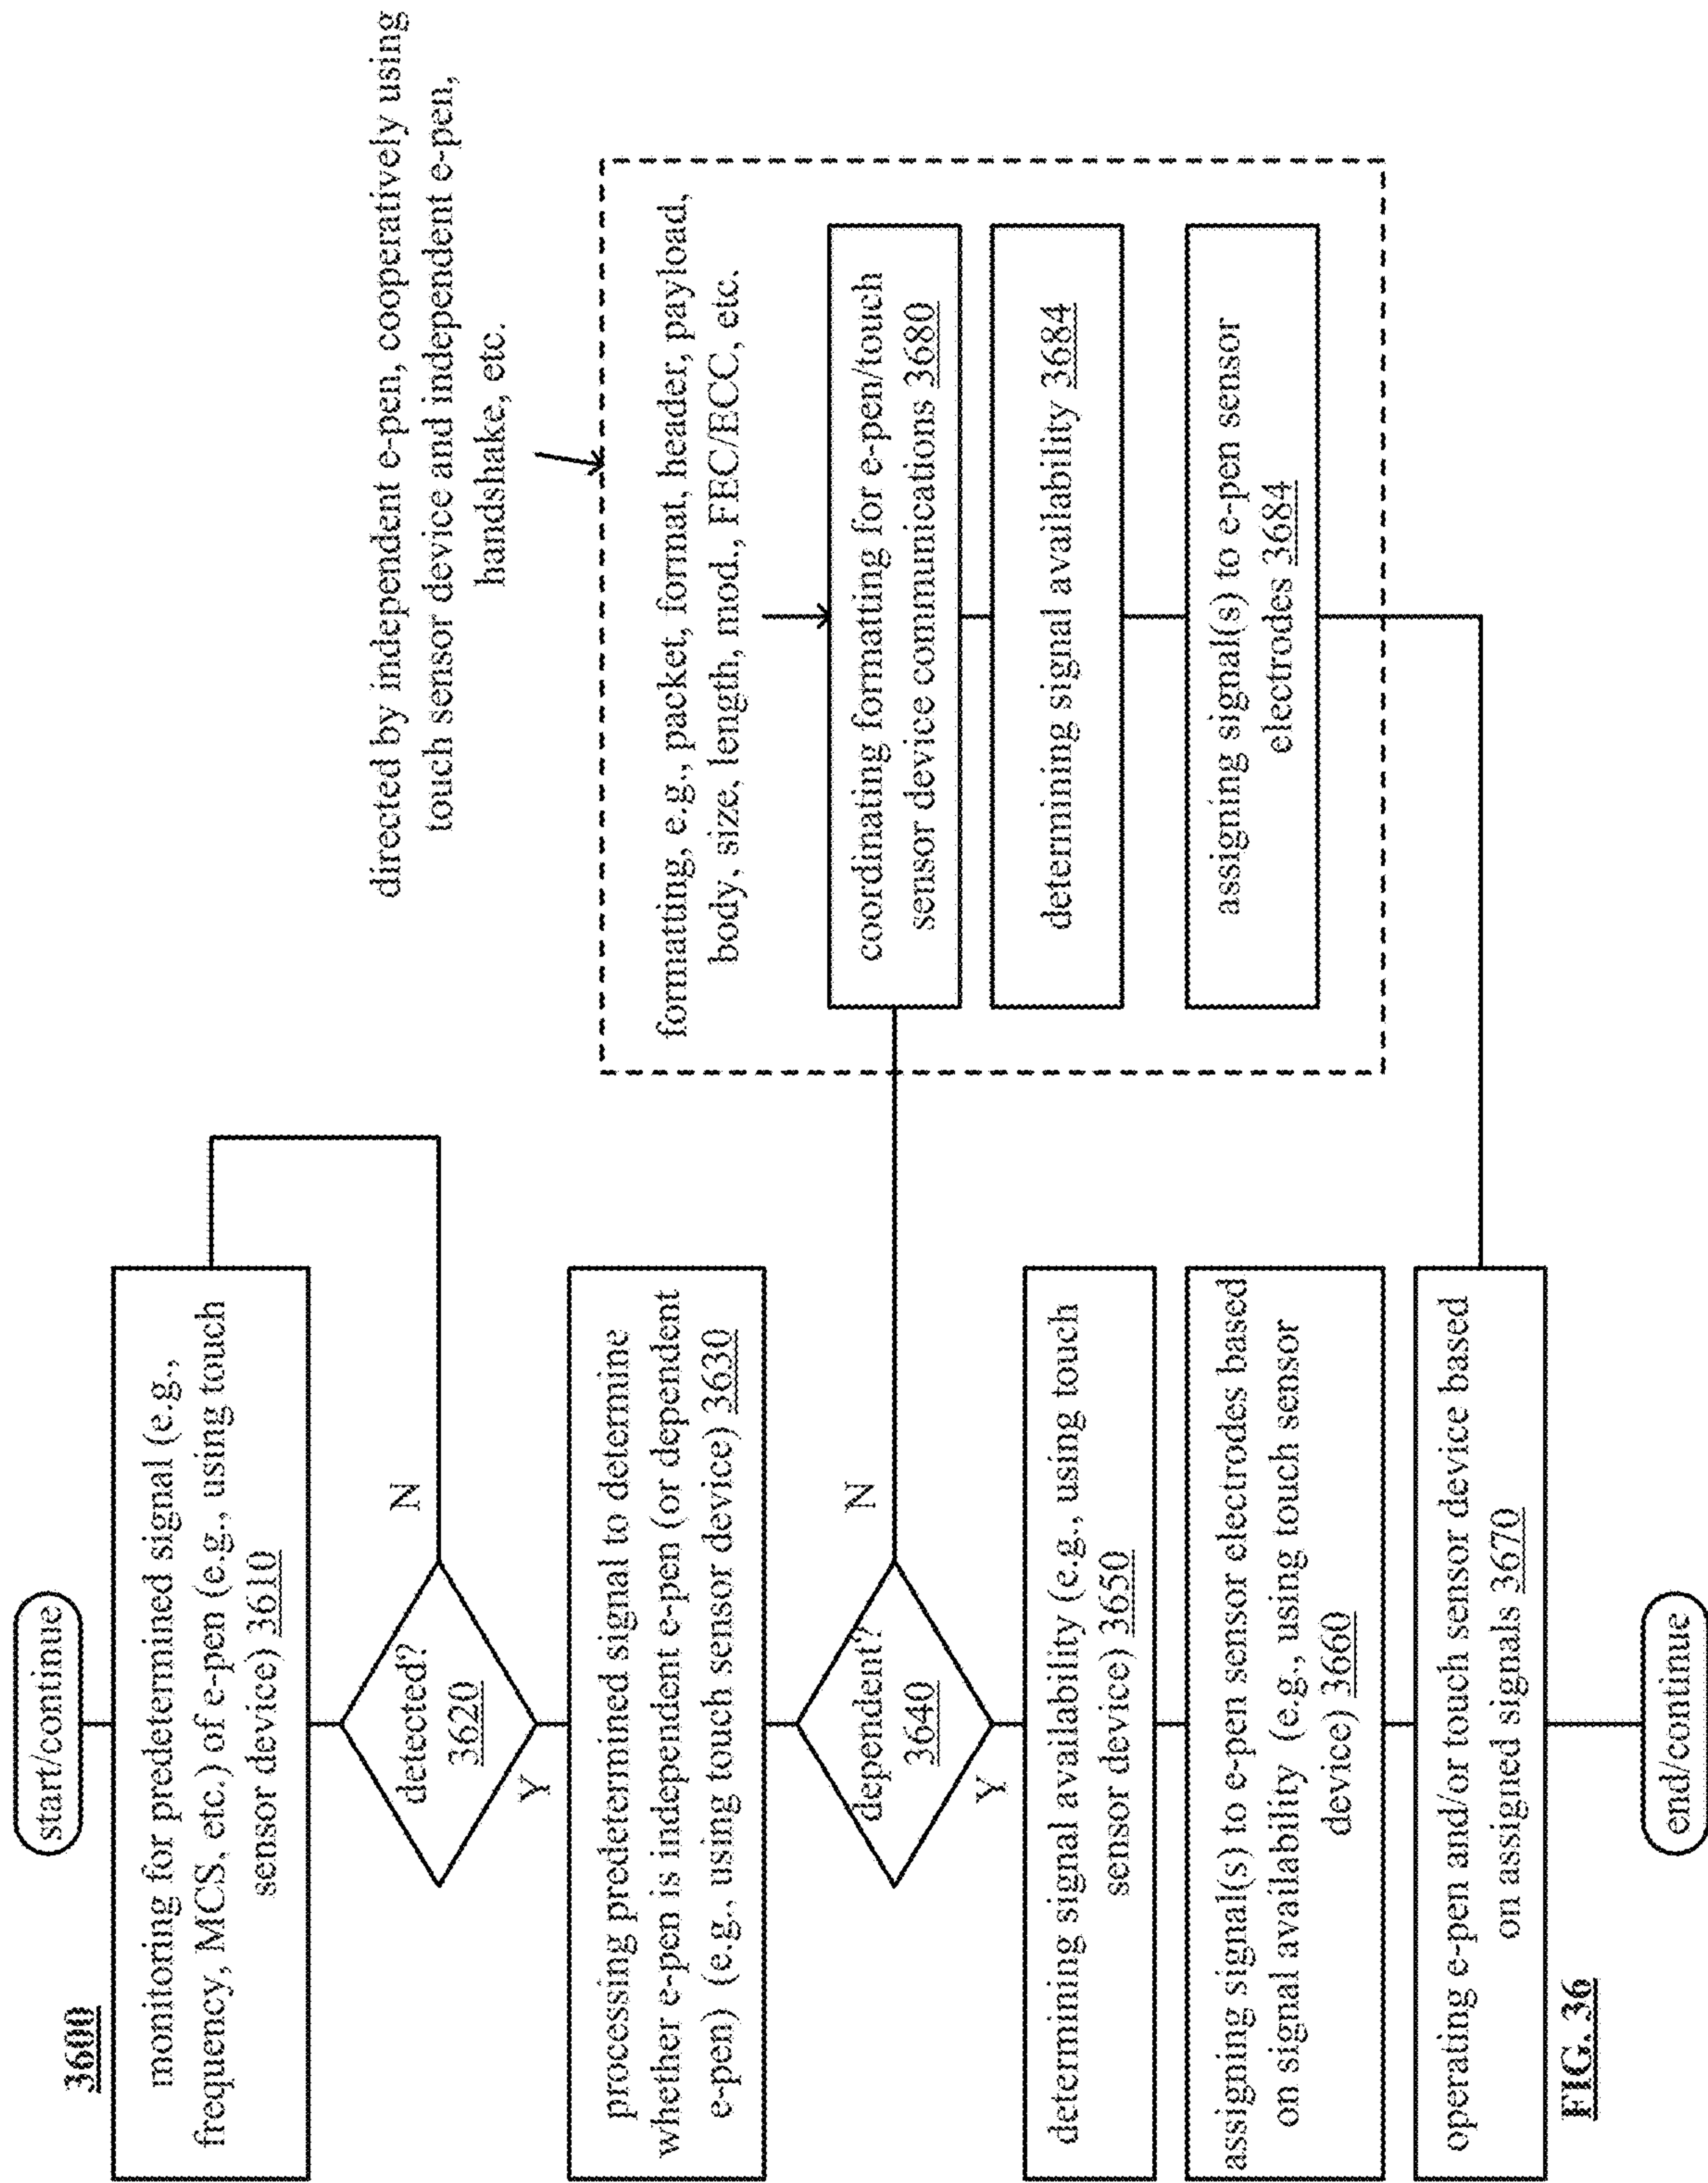 3600
start/continue
monitoring for predetermined signal (e.g.,
frequency, MCS, etc.) of e-pen (e.g., using touch
sensor device) 3610
detected?
3620
N
Y
processing predetermined signal to determine
whether e-pen is independent e-pen (or dependent
e-pen) (e.g., using touch sensor device) 3630
dependent?
3640
N
Y
determining signal availability (e.g., using touch
sensor device) 3650
assigning signal(s) to e-pen sensor electrodes based
on signal availability (e.g., using touch sensor
device) 3660
operating e-pen and/or touch sensor device based
on assigned signals 3670
end/continue
directed by independent e-pen, cooperatively using
touch sensor device and independent e-pen,
handshake, etc.
formatting, e.g., packet, format, header, payload,
body, size, length, mod., FEC/ECC, etc.
coordinating formatting for e-pen/touch
sensor device communications 3680
determining signal availability 3684
assigning signal(s) to e-pen sensor
electrodes 3684
FIG. 36